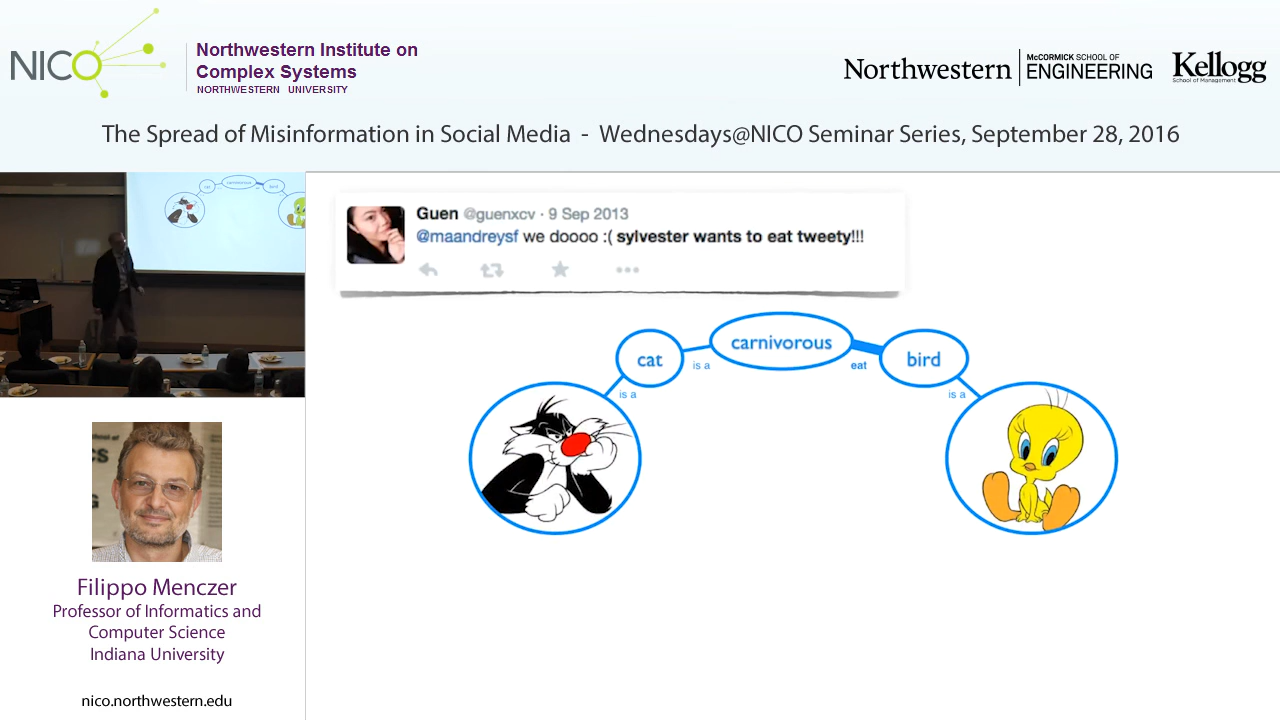 NICO
Northwestern Institute on
Complex Systems
NORTHWESTERN UNIVERSITY
Northwestern
McCORMICK SCHOOL OF
ENGINEERING
Kellogg
School of Management
The Spread of Misinformation in Social Media - Wednesdays@NICO Seminar Series, September 28, 2016
cat
carnivorous
bird
Guen @guenxcv · 9 Sep 2013
@maandreysf we doooo :( sylvester wants to eat tweety!!!
cat
is a
carnivorous
eat
bird
is a
is a
Filippo Menczer
Professor of Informatics and
Computer Science
Indiana University
nico.northwestern.edu